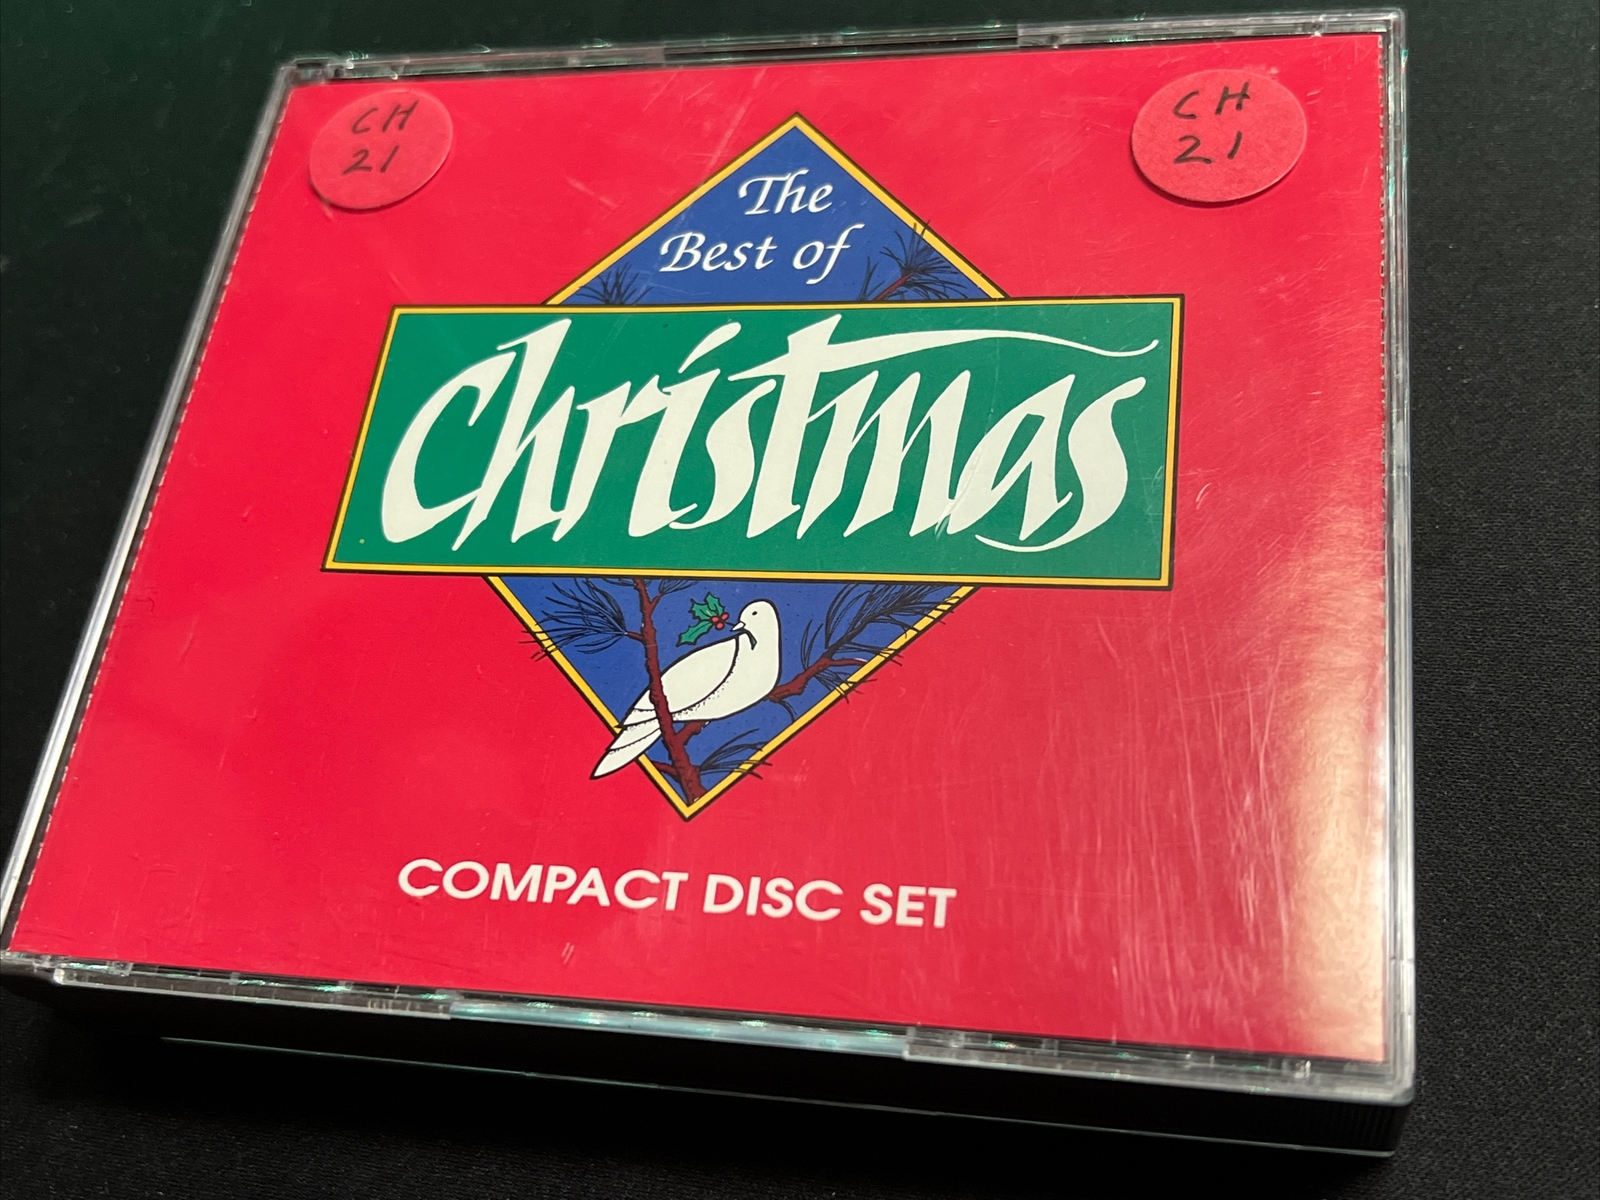 CH
21
CH
21
The
Best of
Christmas
COMPACT DISC SET